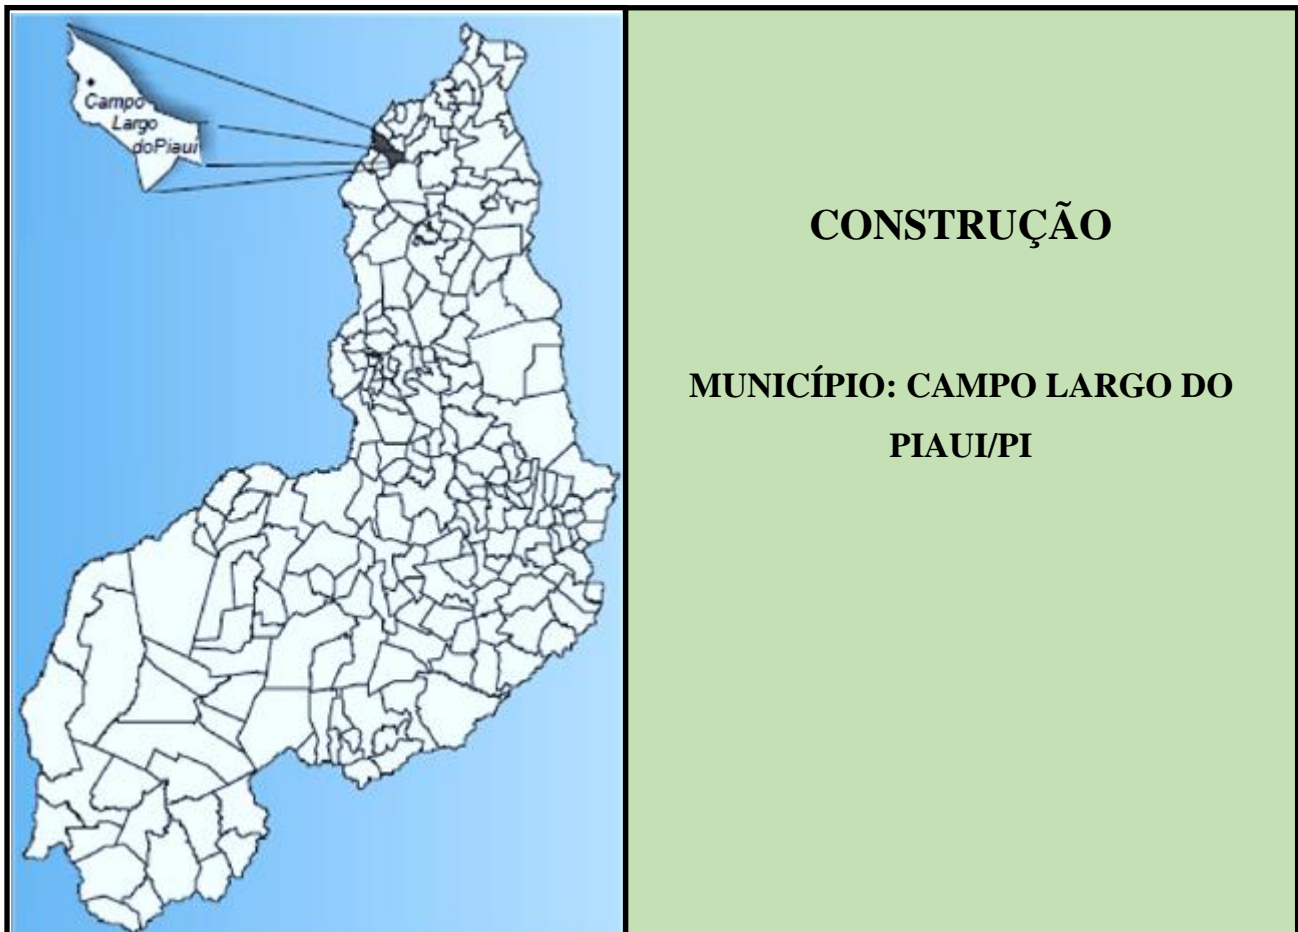 Campo
Largo
doPiauí
CONSTRUÇÃO
MUNICÍPIO: CAMPO LARGO DO
PIAUI/PI